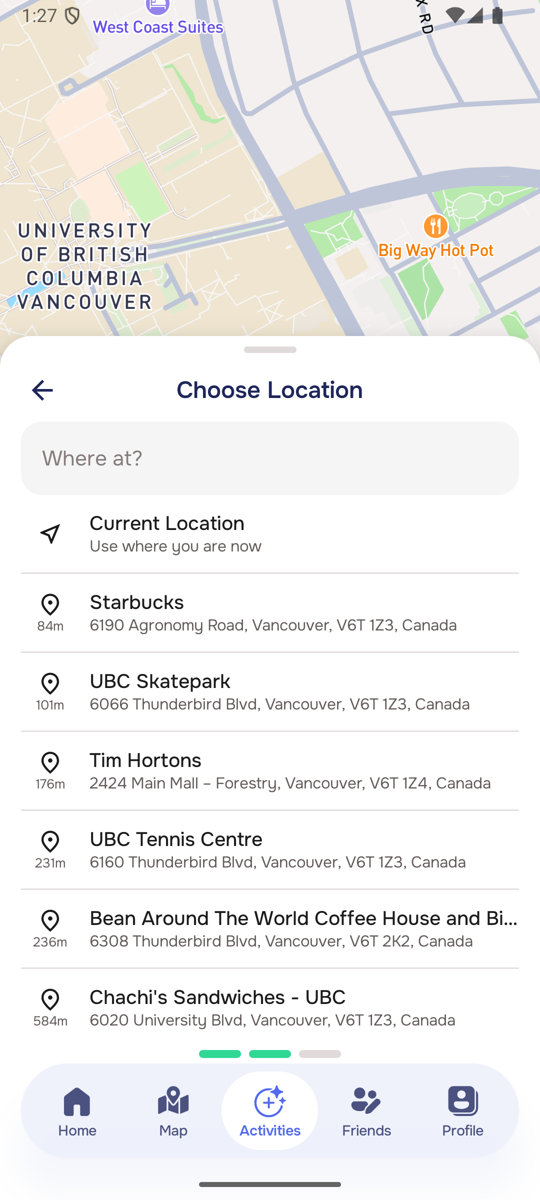 1:27
West Coast Suites
X RD
UNIVERSITY
OF BRITISH
COLUMBIA
VANCOUVER
Big Way Hot Pot
Choose Location
Where at?
Current Location
Use where you are now
Starbucks
84m
6190 Agronomy Road, Vancouver, V6T 1Z3, Canada
UBC Skatepark
101m
6066 Thunderbird Blvd, Vancouver, V6T 1Z3, Canada
Tim Hortons
176m
2424 Main Mall – Forestry, Vancouver, V6T 1Z4, Canada
UBC Tennis Centre
231m
6160 Thunderbird Blvd, Vancouver, V6T 1Z3, Canada
Bean Around The World Coffee House and Bi...
236m
6308 Thunderbird Blvd, Vancouver, V6T 2K2, Canada
Chachi's Sandwiches - UBC
584m
6020 University Blvd, Vancouver, V6T 1Z3, Canada
Home
Map
Activities
Friends
Profile